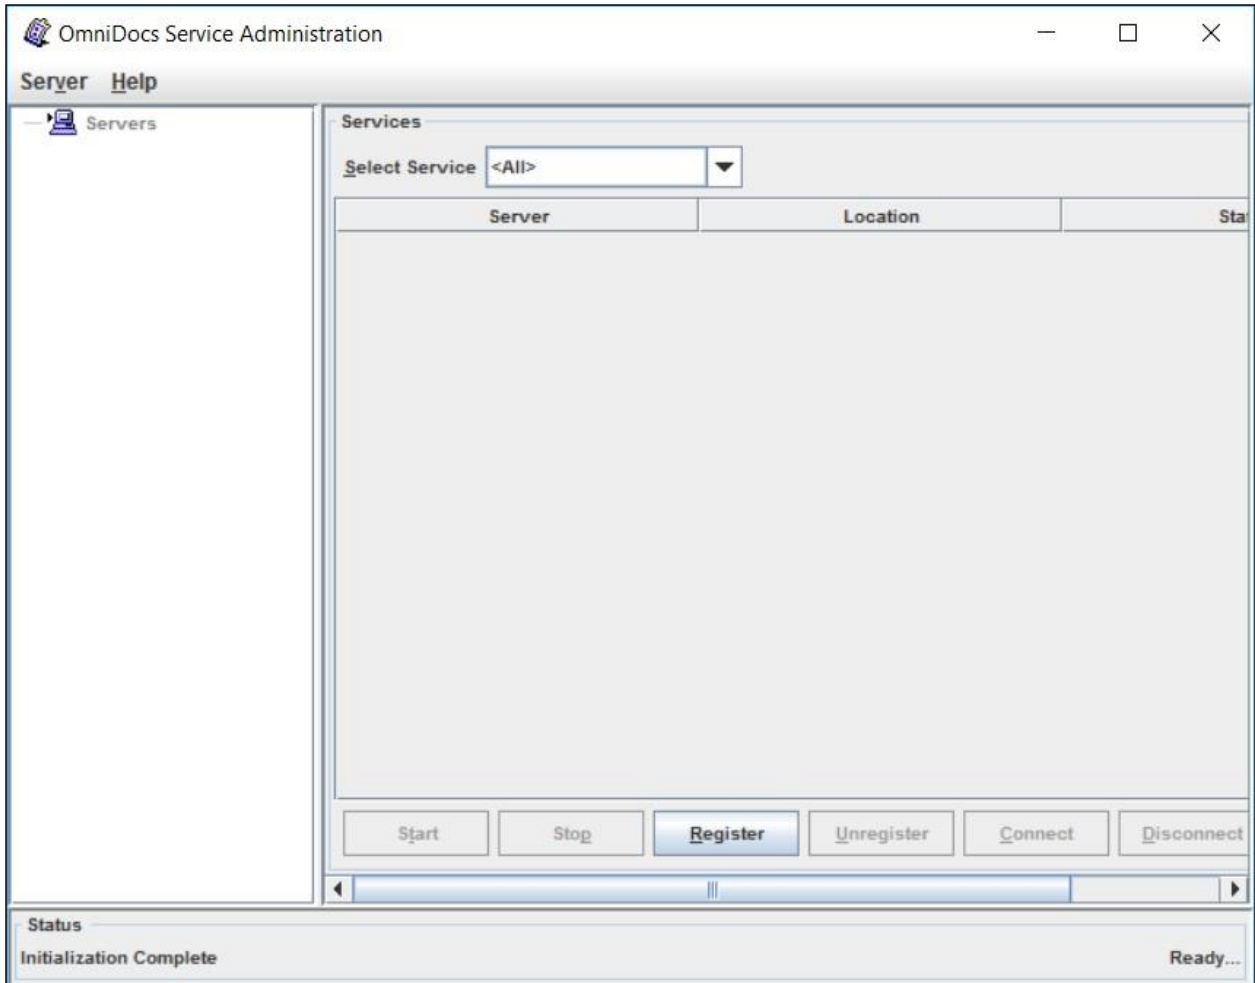 OmniDocs Service Administration
Server Help
Servers
Services
Select Service <All>
Server Location Sta
Start Stop Register Unregister Connect Disconnect
Status
Initialization Complete Ready...